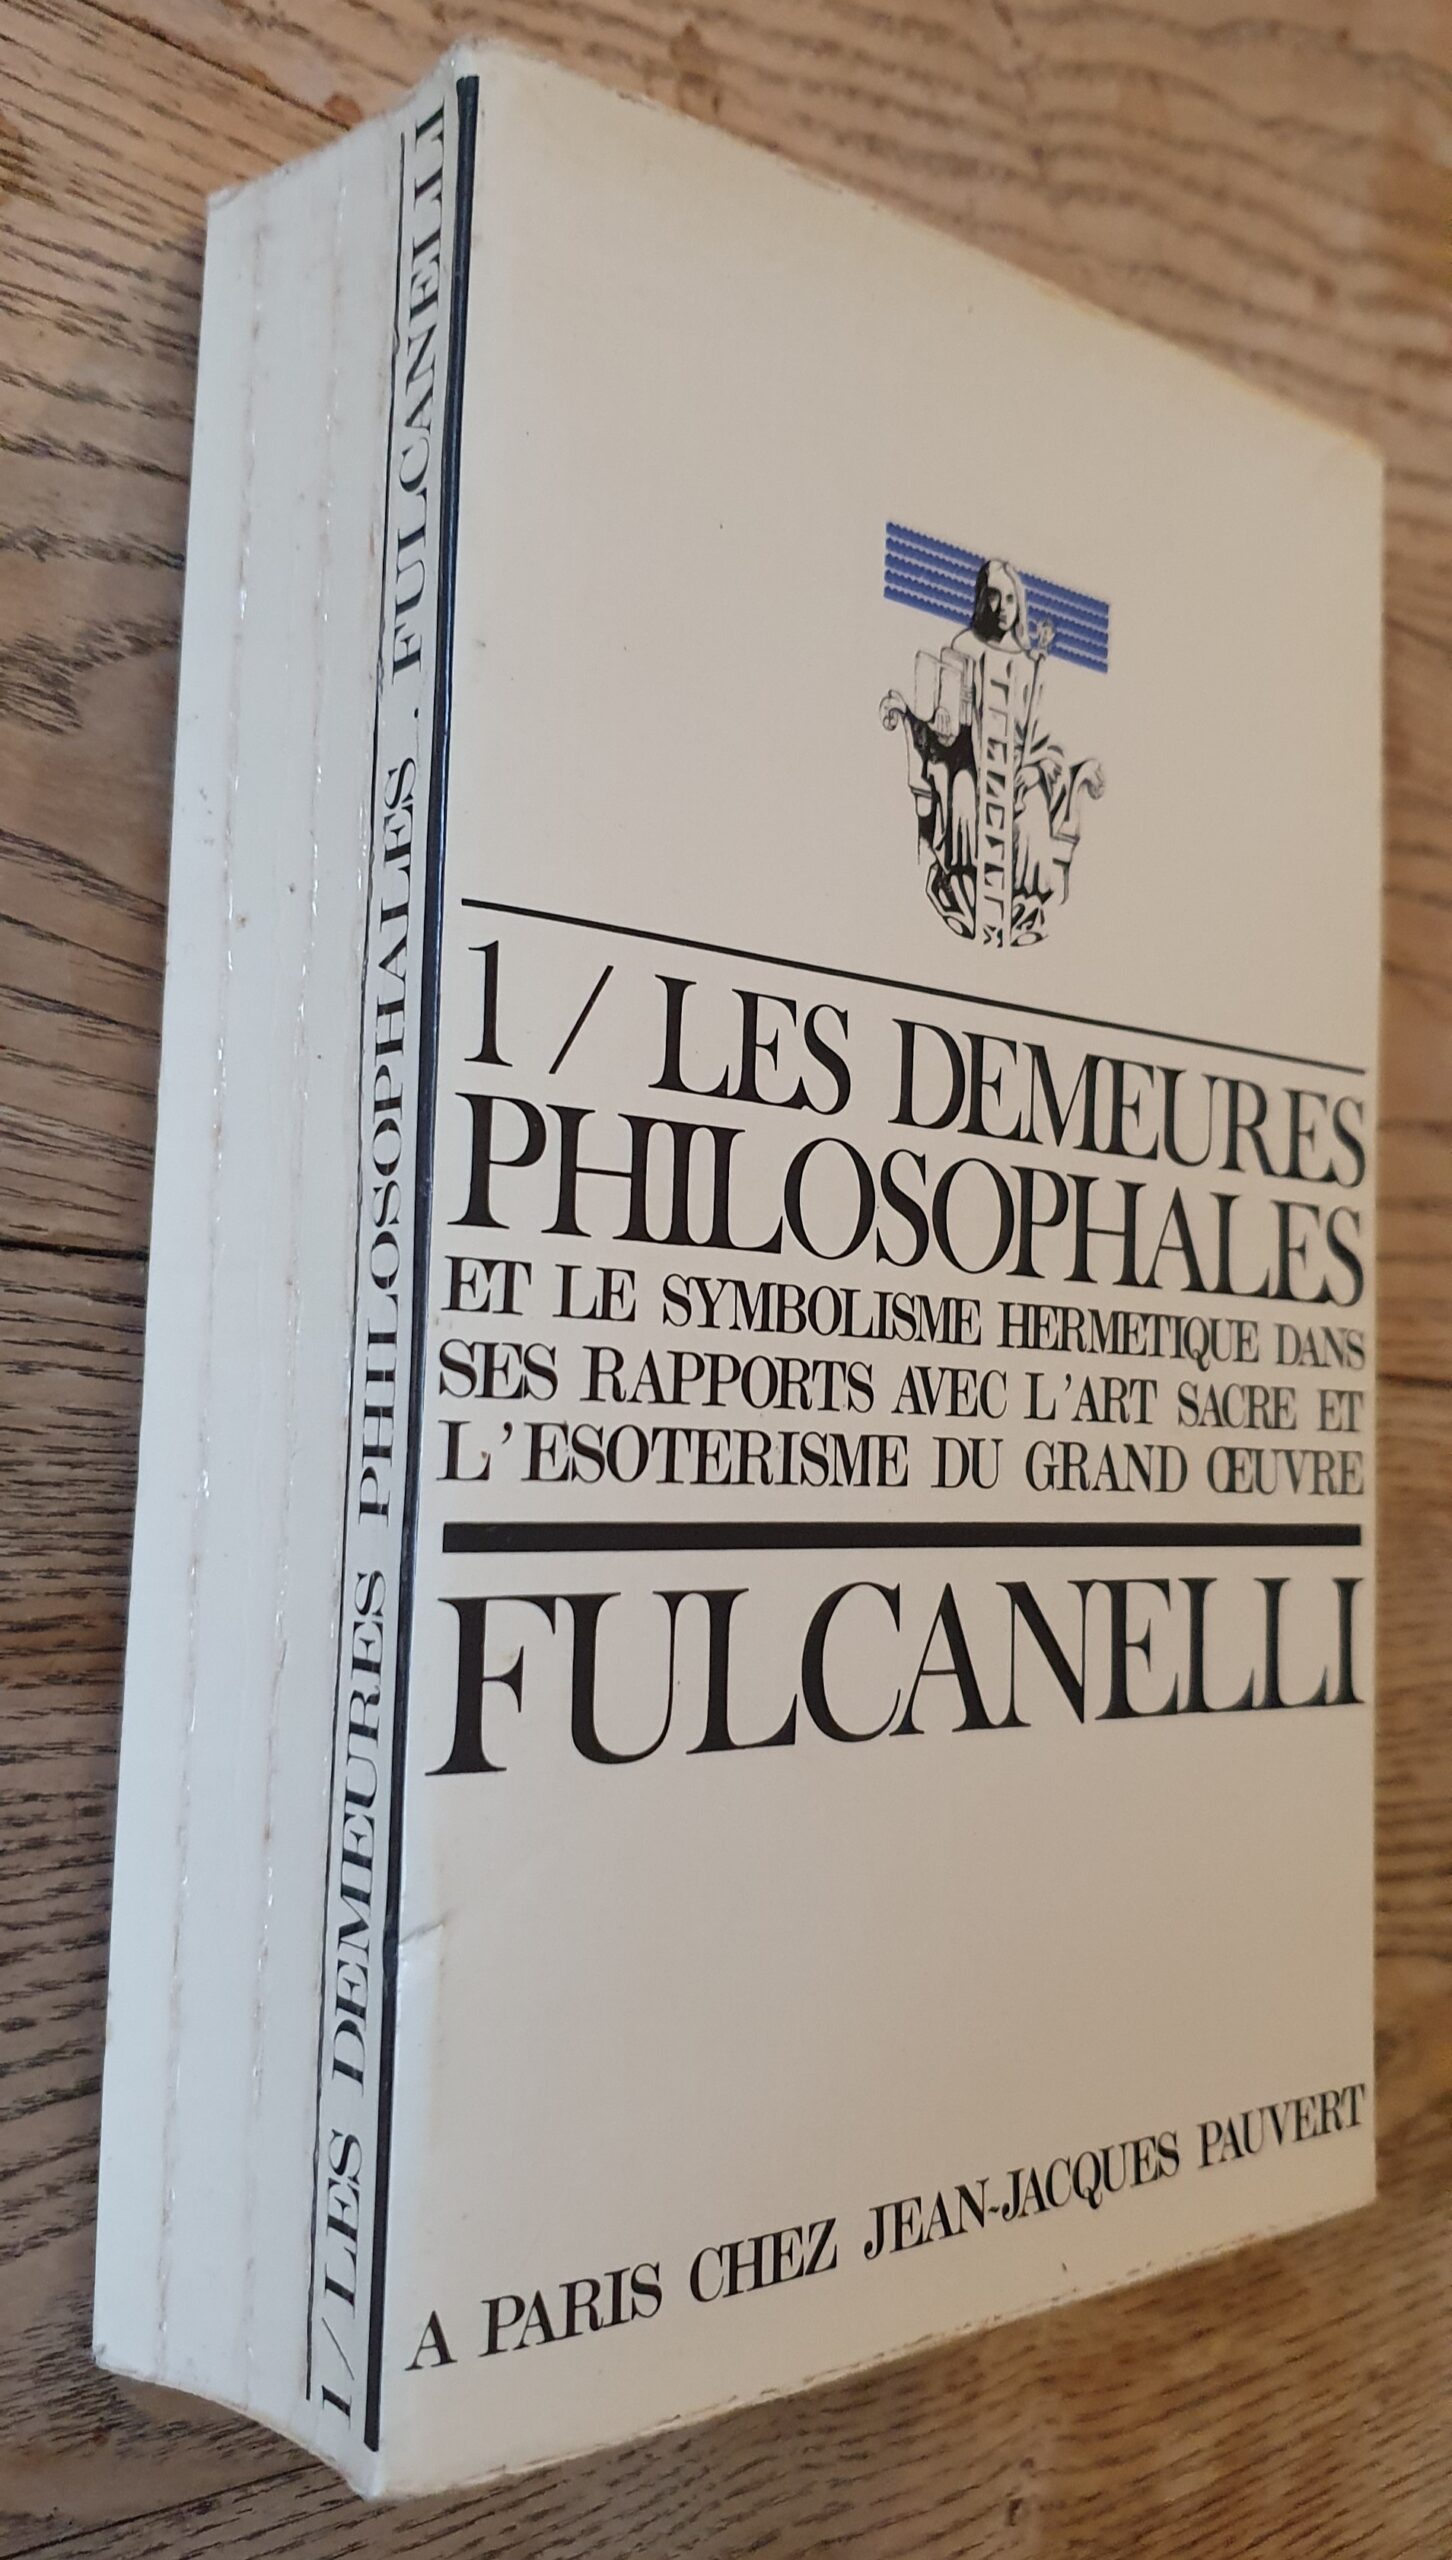 1/LES DEMEURES PHILOSOPHALES . FULCANELLI
1 / LES DEMEURES
PHILOSOPHALES
ET LE SYMBOLISME HERMETIQUE DANS
SES RAPPORTS AVEC L'ART SACRE ET
L'ESOTERISME DU GRAND ŒUVRE
FULCANELLI
A PARIS CHEZ JEAN-JACQUES PAUVERT